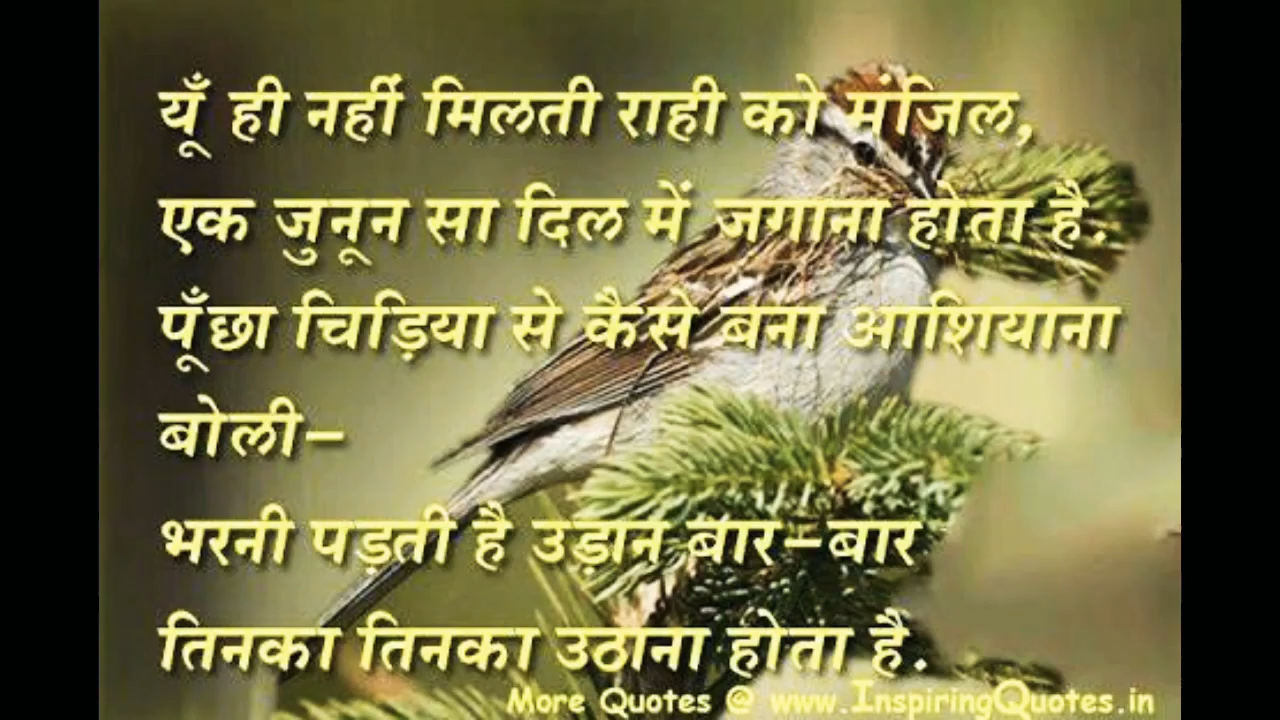 यूँ ही नहीं मिलती राही को मंजिल,
एक जुनून सा दिल में जगाना होता है.
पूँछा चिड़िया से कैसे बना आशियाना
बोली-
भरनी पड़ती है उड़ान बार-बार
तिनका तिनका उठाना होता है.
More Quotes @ www.InspiringQuotes.in